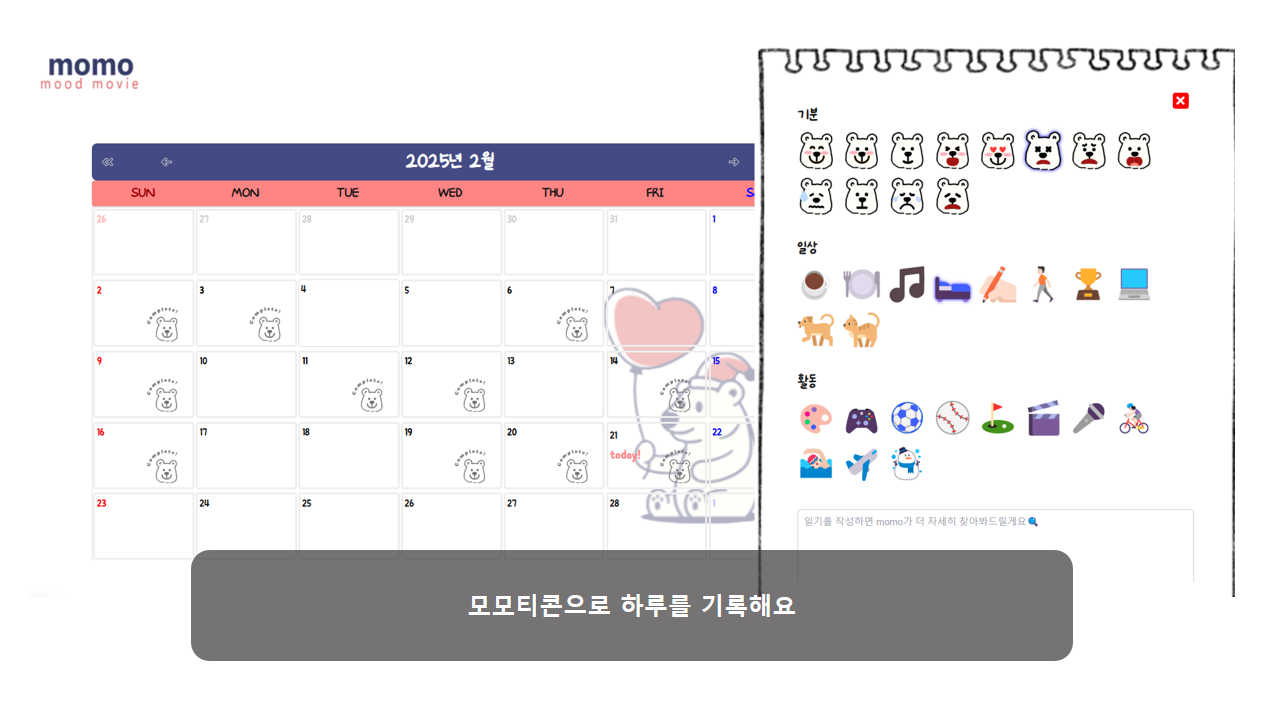 momo
mood movie
2025년 2월
SUN MON TUE WED THU FRI
26 27 28 29 30 31 1
2 3 4 5 6 7 8
Complete! Complete! Complete!
9 10 11 12 13 14 15
Complete! Complete! Complete! Complete!
16 17 18 19 20 21 22
today!
Complete! Complete! Complete! Complete!
23 24 25 26 27 28 1
기분
일상
활동
일기를 작성하면 momo가 더 자세히 찾아봐드릴게요
모모티콘으로 하루를 기록해요